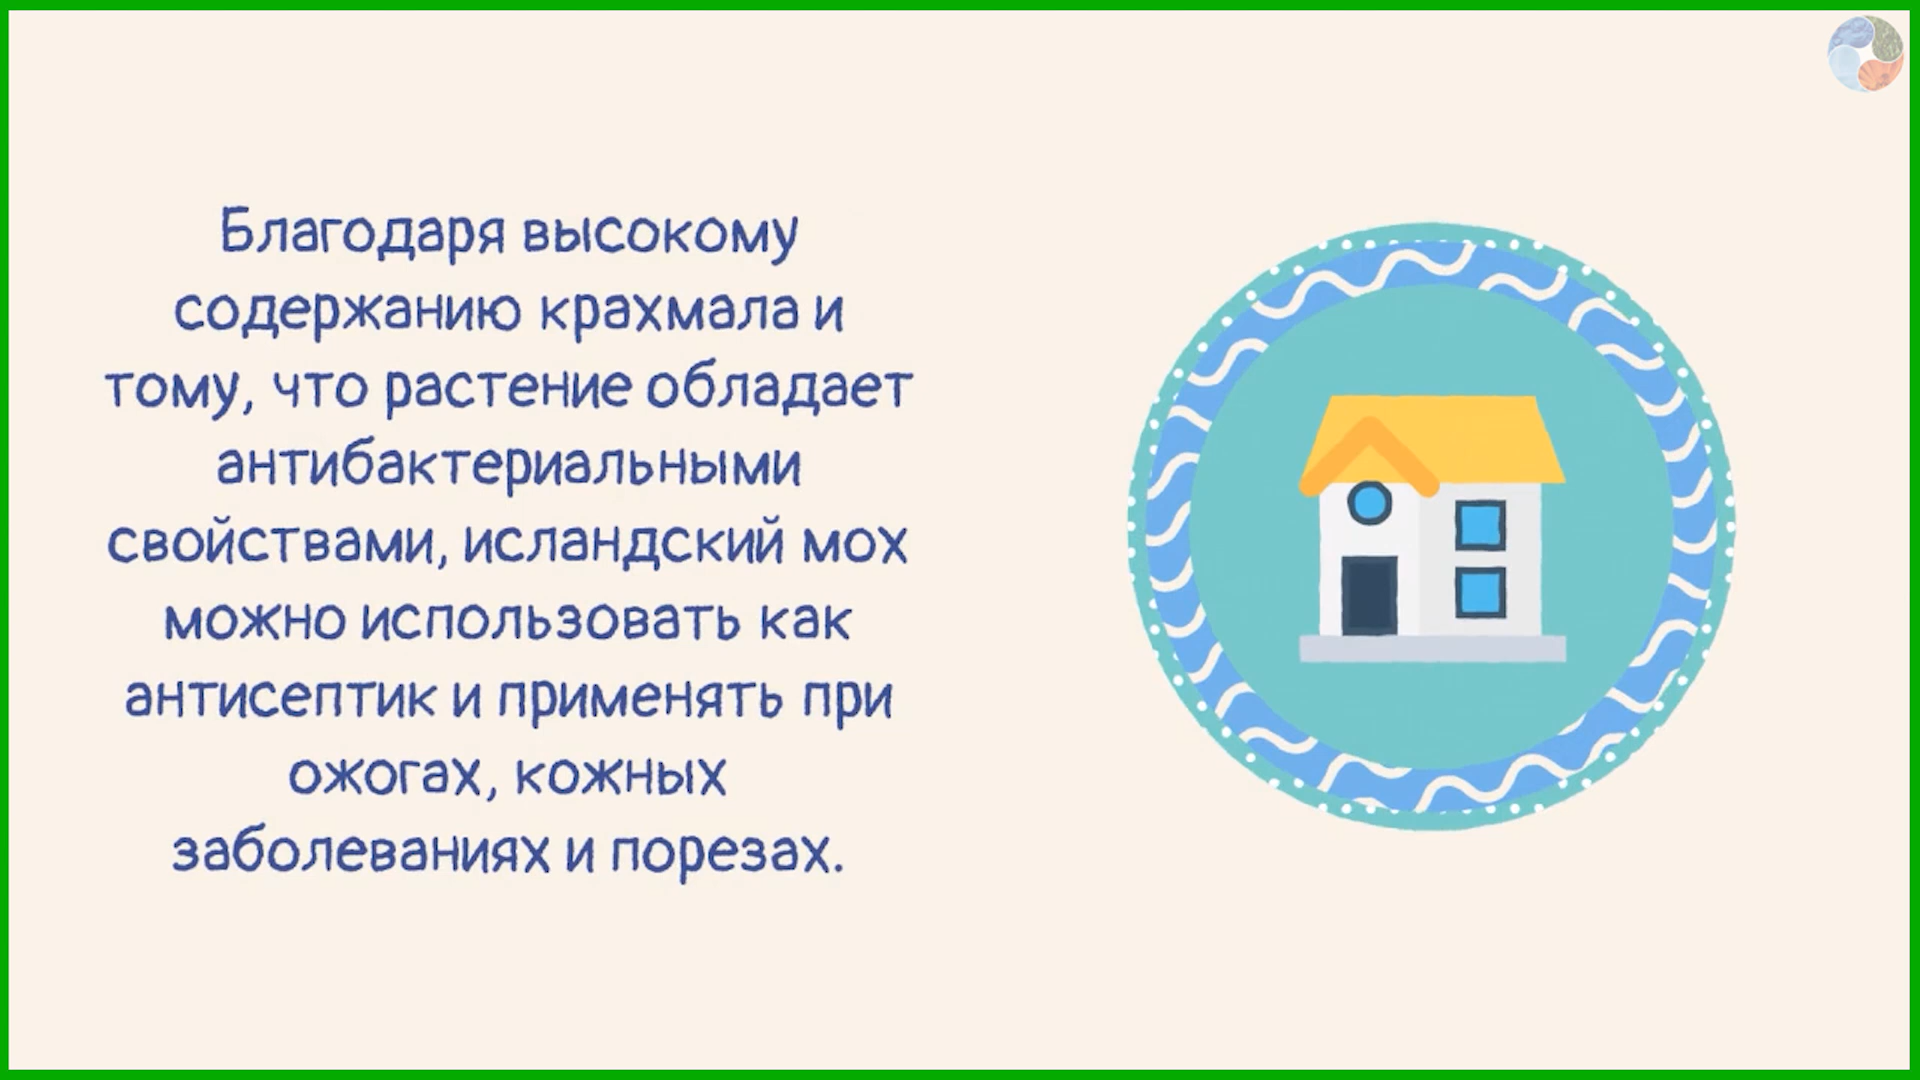 Благодаря высокому
содержанию крахмала и
тому, что растение обладает
антибактериальными
свойствами, исландский мох
можно использовать как
антисептик и применять при
ожогах, кожных
заболеваниях и порезах.